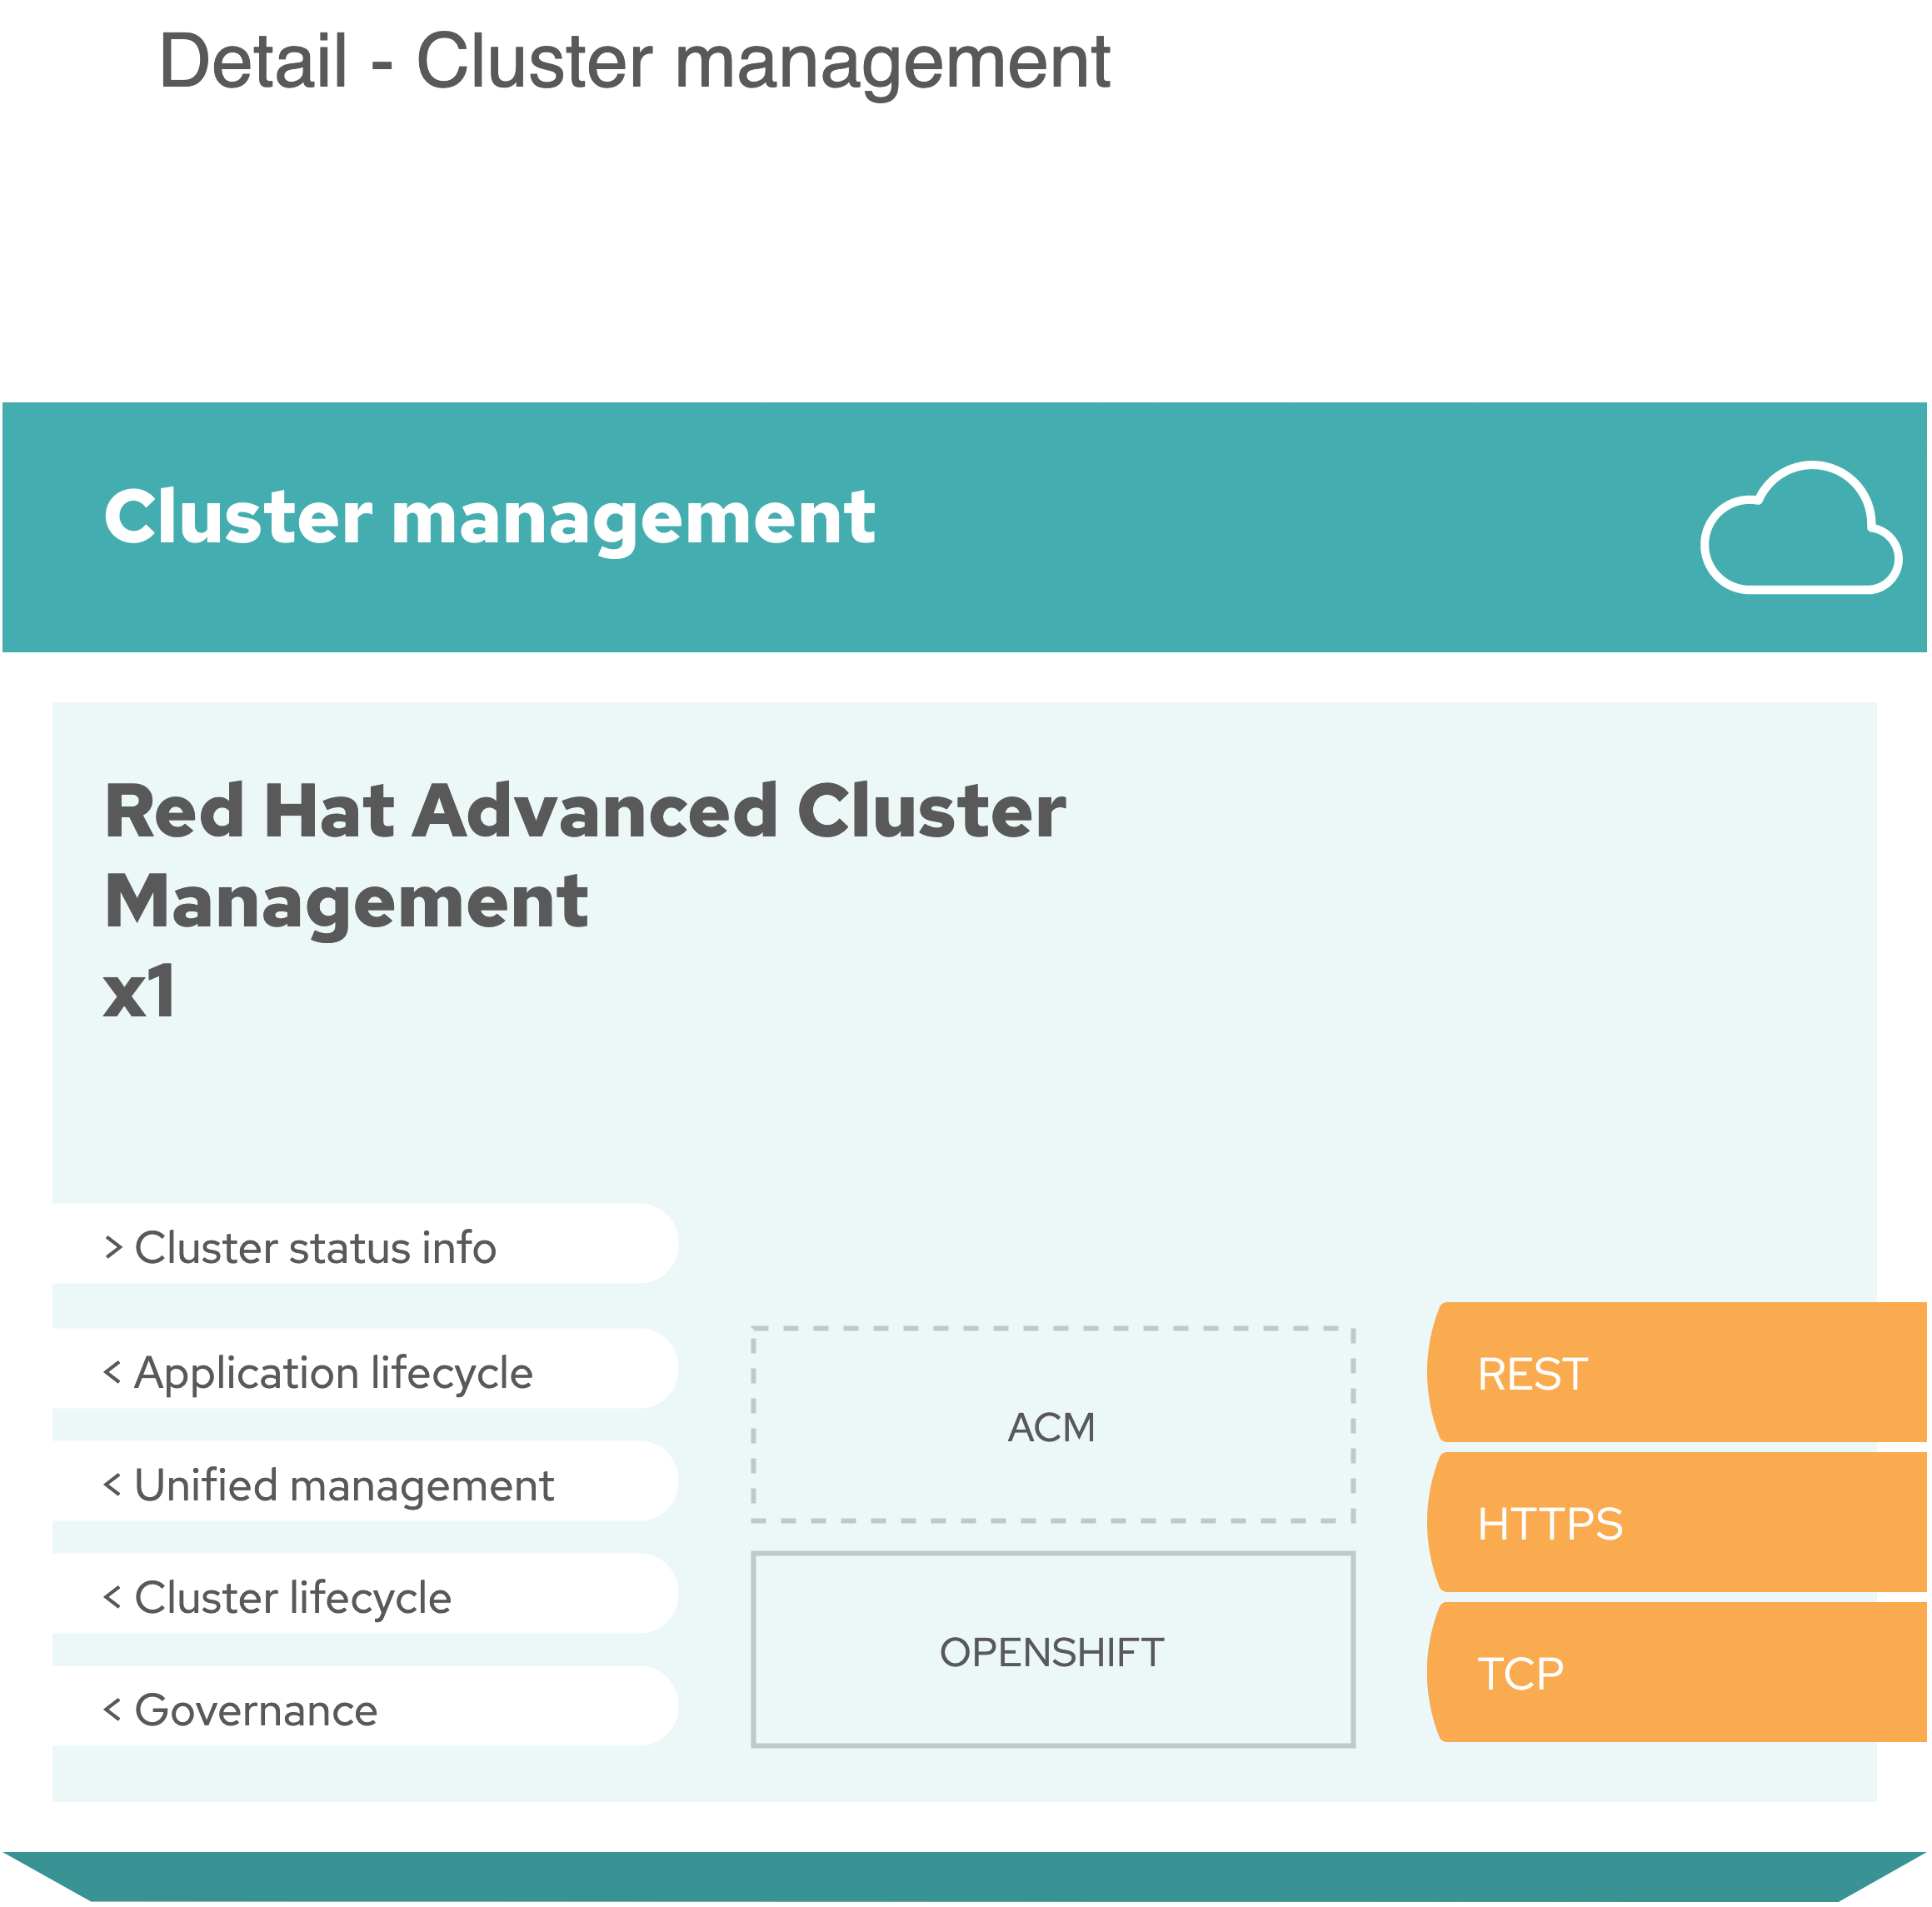 Detail - Cluster management
Cluster management
Red Hat Advanced Cluster
Management
x1
> Cluster status info
< Application lifecycle
< Unified management
< Cluster lifecycle
< Governance
ACM
OPENSHIFT
REST
HTTPS
TCP